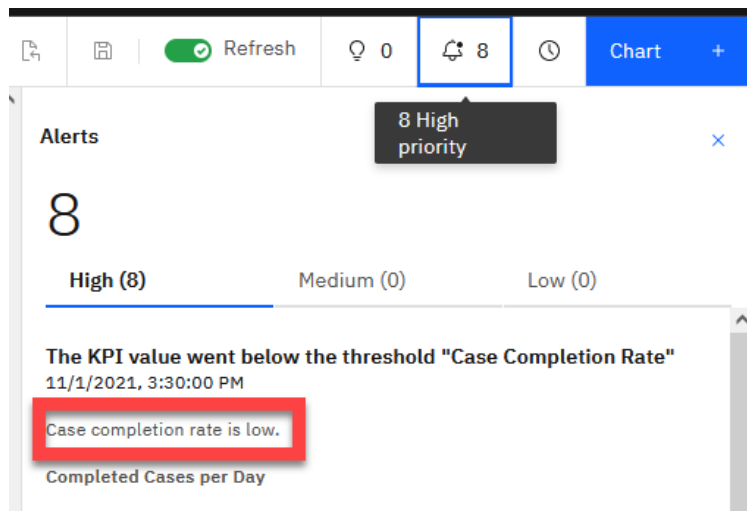 Refresh
0
8
Chart +
8 High
priority
Alerts
8
High (8)
Medium (0)
Low (0)
The KPI value went below the threshold "Case Completion Rate"
11/1/2021, 3:30:00 PM
Case completion rate is low.
Completed Cases per Day